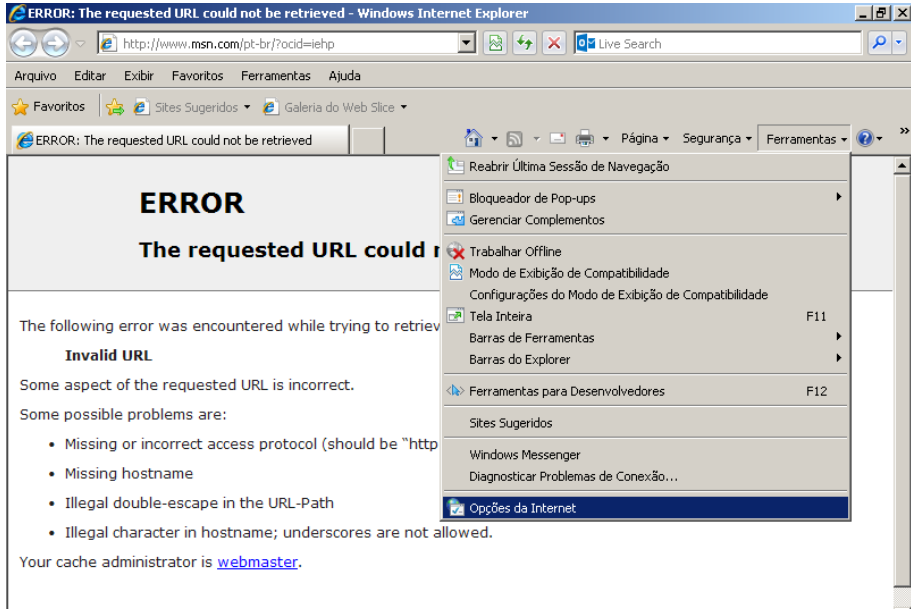 ERROR: The requested URL could not be retrieved - Windows Internet Explorer
http://www.msn.com/pt-br/?ocid=iehp
Live Search
Arquivo Editar Exibir Favoritos Ferramentas Ajuda
Favoritos Sites Sugeridos Galeria do Web Slice
ERROR: The requested URL could not be retrieved
Página Segurança Ferramentas »
Reabrir Última Sessão de Navegação
Bloqueador de Pop-ups
Gerenciar Complementos
Trabalhar Offline
Modo de Exibição de Compatibilidade
Configurações do Modo de Exibição de Compatibilidade
Tela Inteira F11
Barras de Ferramentas
Barras do Explorer
Ferramentas para Desenvolvedores F12
Sites Sugeridos
Windows Messenger
Diagnosticar Problemas de Conexão...
Opções da Internet
ERROR
The requested URL could
The following error was encountered while trying to retriev
Invalid URL
Some aspect of the requested URL is incorrect.
Some possible problems are:
• Missing or incorrect access protocol (should be "http
• Missing hostname
• Illegal double-escape in the URL-Path
• Illegal character in hostname; underscores are not allowed.
Your cache administrator is webmaster.